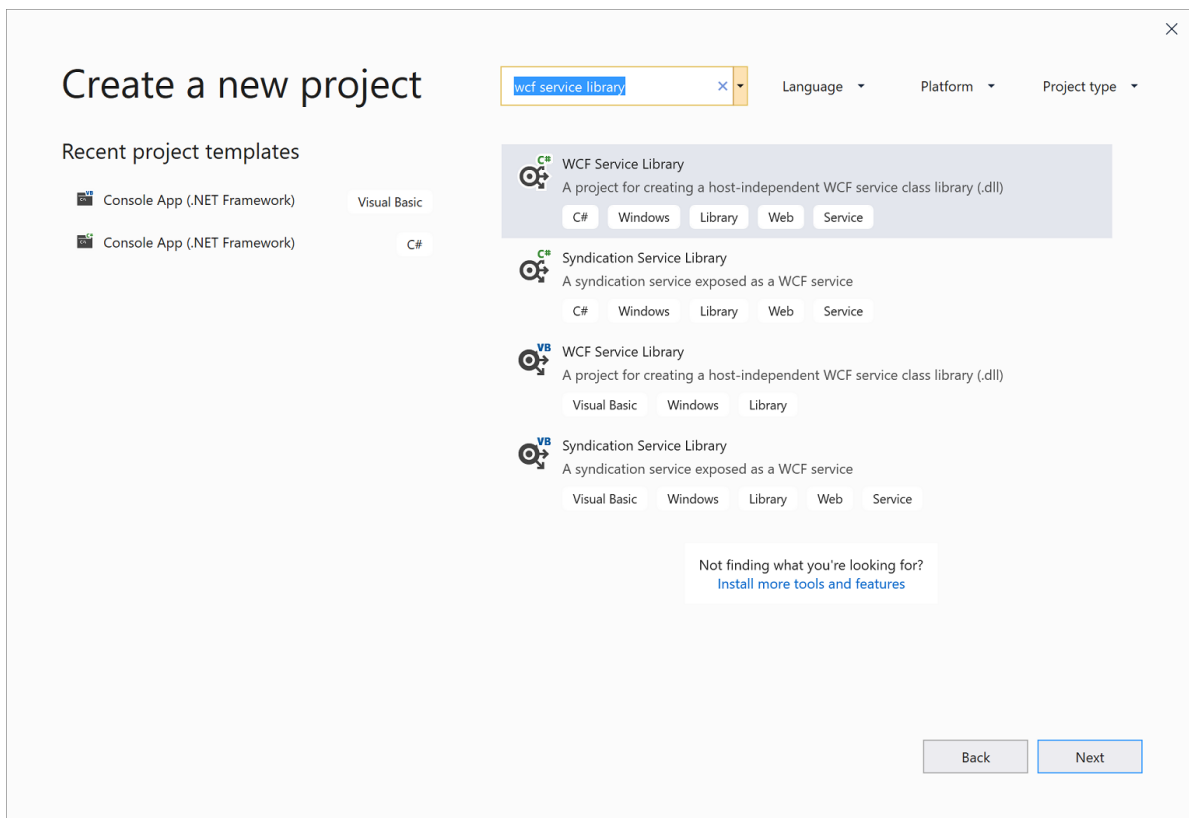 Create a new project
wcf service library
Language
Platform
Project type
Recent project templates
Console App (.NET Framework)
Visual Basic
Console App (.NET Framework)
C#
C#
WCF Service Library
A project for creating a host-independent WCF service class library (.dll)
C# Windows Library Web Service
C#
Syndication Service Library
A syndication service exposed as a WCF service
C# Windows Library Web Service
VB
WCF Service Library
A project for creating a host-independent WCF service class library (.dll)
Visual Basic Windows Library
VB
Syndication Service Library
A syndication service exposed as a WCF service
Visual Basic Windows Library Web Service
Not finding what you're looking for?
Install more tools and features
Back
Next